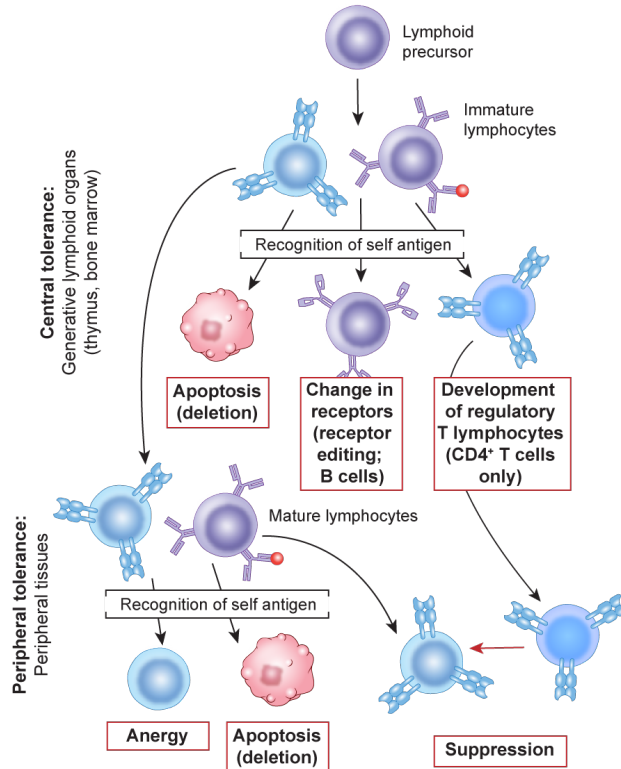 Lymphoid
precursor
Immature
lymphocytes
Central tolerance:
Generative lymphoid organs
(thymus, bone marrow)
Recognition of self antigen
Apoptosis
(deletion)
Change in
receptors
(receptor
editing;
B cells)
Development
of regulatory
T lymphocytes
(CD4⁺ T cells
only)
Peripheral tolerance:
Peripheral tissues
Mature lymphocytes
Recognition of self antigen
Anergy
Apoptosis
(deletion)
Suppression